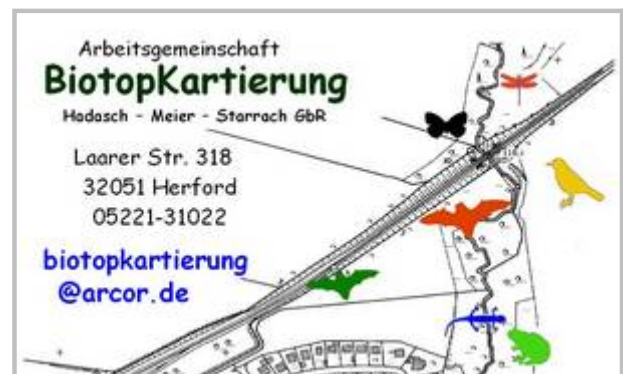 Arbeitsgemeinschaft
BiotopKartierung
Hadasch - Meier - Starrach GbR
Laarer Str. 318
32051 Herford
05221-31022
biotopkartierung
@arcor.de